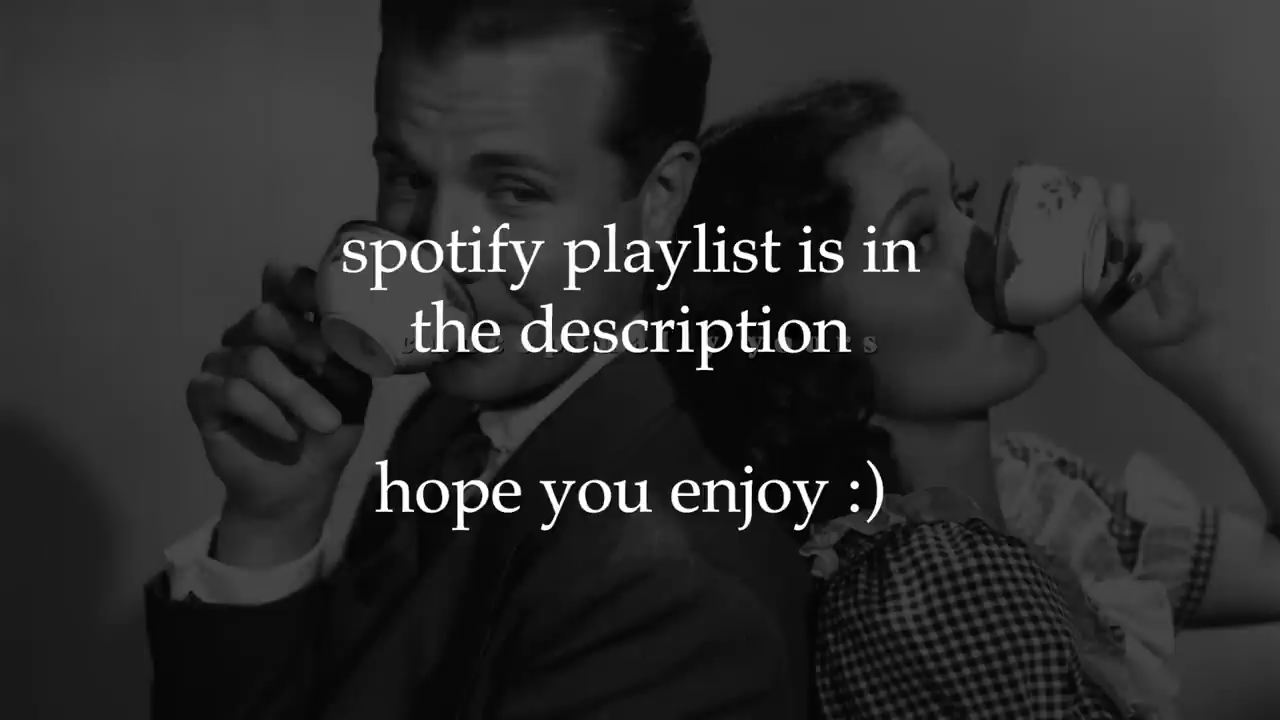 spotify playlist is in
the description
hope you enjoy :)